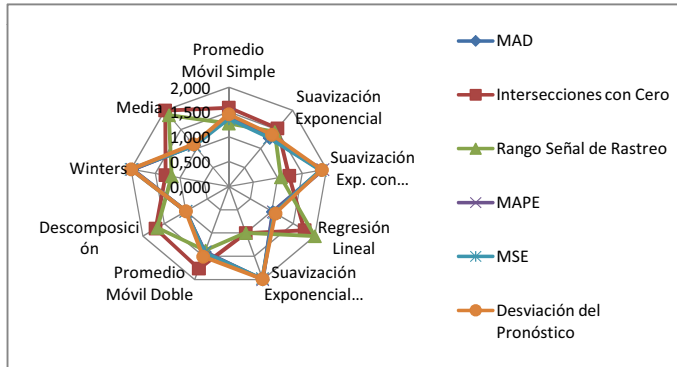 Promedio
Móvil Simple
Suavización
Exponencial
Suavización
Exp. con...
Regresión
Lineal
Suavización
Exponencial...
Promedio
Móvil Doble
Descomposici
ón
Winters
Media
2,000
1,500
1,000
0,500
0,000
MAD
Intersecciones con Cero
Rango Señal de Rastreo
MAPE
MSE
Desviación del
Pronóstico